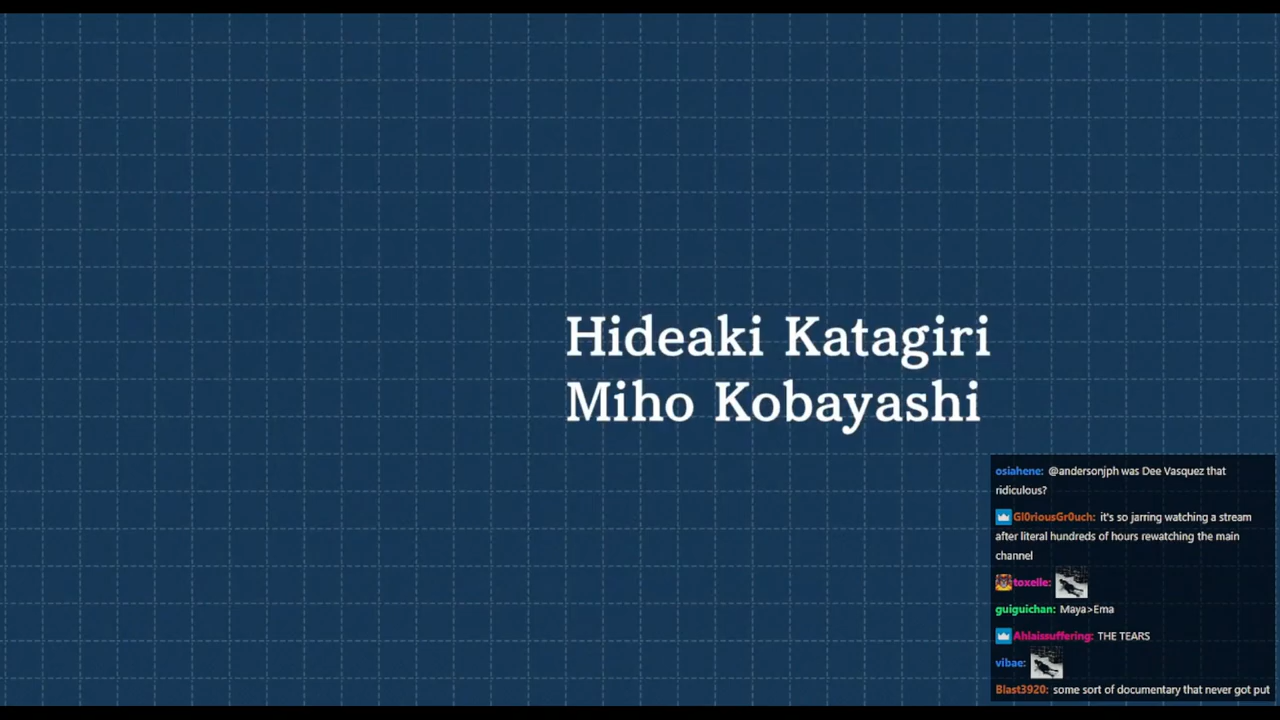 Hideaki Katagiri
Miho Kobayashi
osiahene: @andersonjph was Dee Vasquez that
ridiculous?
Gl0riousGr0uch: it's so jarring watching a stream
after literal hundreds of hours rewatching the main
channel
toxelle:
guiguichan: Maya>Ema
Ahlaissuffering: THE TEARS
vibae:
Blast3920: some sort of documentary that never got put